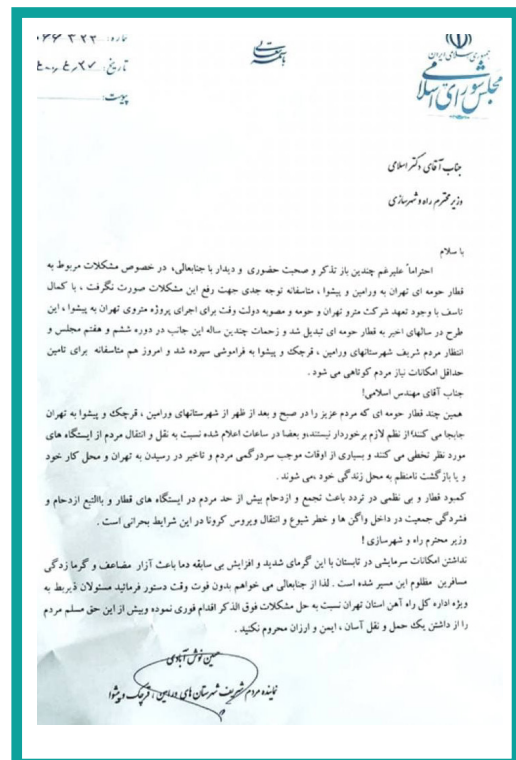 جمهوری اسلامی ایران
مجلس شورای اسلامی
باسمه تعالی
تاریخ:
پیوست:
جناب آقای دکتر اسلامی
وزیر محترم راه و شهرسازی
با سلام
احتراماً علیرغم چندین باز تذکر و صحبت حضوری و دیدار با جنابعالی، در خصوص مشکلات مربوط به
قطار حومه ای تهران به ورامین و پیشوا ، متاسفانه توجه جدی جهت رفع این مشکلات صورت نگرفت ، با کمال
تاسف با وجود تعهد شرکت مترو تهران و حومه و مصوبه دولت وقت برای اجرای پروژه متروی تهران به پیشوا ، این
طرح در سالهای اخیر به قطار حومه ای تبدیل شد و زحمات چندین ساله این جانب در دوره ششم و هفتم مجلس و
انتظار مردم شریف شهرستانهای ورامین ، قرچک و پیشوا به فراموشی سپرده شد و امروز هم متاسفانه برای تامین
حداقل امکانات نیاز مردم کوتاهی می شود .
جناب آقای مهندس اسلامی!
همین چند قطار حومه ای که مردم عزیز را در صبح و بعد از ظهر از شهرستانهای ورامین ، قرچک و پیشوا به تهران
جابجا می کنند؛ از نظم لازم برخوردار نیستند،و بعضا در ساعات اعلام شده نسبت به نقل و انتقال مردم از ایستگاه های
مورد نظر تخطی می کنند و بسیاری از اوقات موجب سردرگمی مردم و تاخیر در رسیدن به تهران و محل کار خود
و یا بازگشت نامنظم به محل زندگی خود ،می شوند .
کمبود قطار و بی نظمی در تردد باعث تجمع و ازدحام بیش از حد مردم در ایستگاه های قطار و باالتبع ازدحام و
فشردگی جمعیت در داخل واگن ها و خطر شیوع و انتقال ویروس کرونا در این شرایط بحرانی است .
وزیر محترم راه و شهرسازی !
نداشتن امکانات سرمایشی در تابستان با این گرمای شدید و افزایش بی سابقه دما باعث آزار مضاعف و گرما زدگی
مسافرین مظلوم این مسیر شده است . لذا از جنابعالی می خواهم بدون فوت وقت دستور فرمائید مسئولان ذیربط به
ویژه اداره کل راه آهن استان تهران نسبت به حل مشکلات فوق الذکر اقدام فوری نموده وبیش از این حق مسلم مردم
را از داشتن یک حمل و نقل آسان ، ایمن و ارزان محروم نکنید .
حسین نوش آبادی
نماینده مردم شریف شهرستان های ورامین ، قرچک و پیشوا